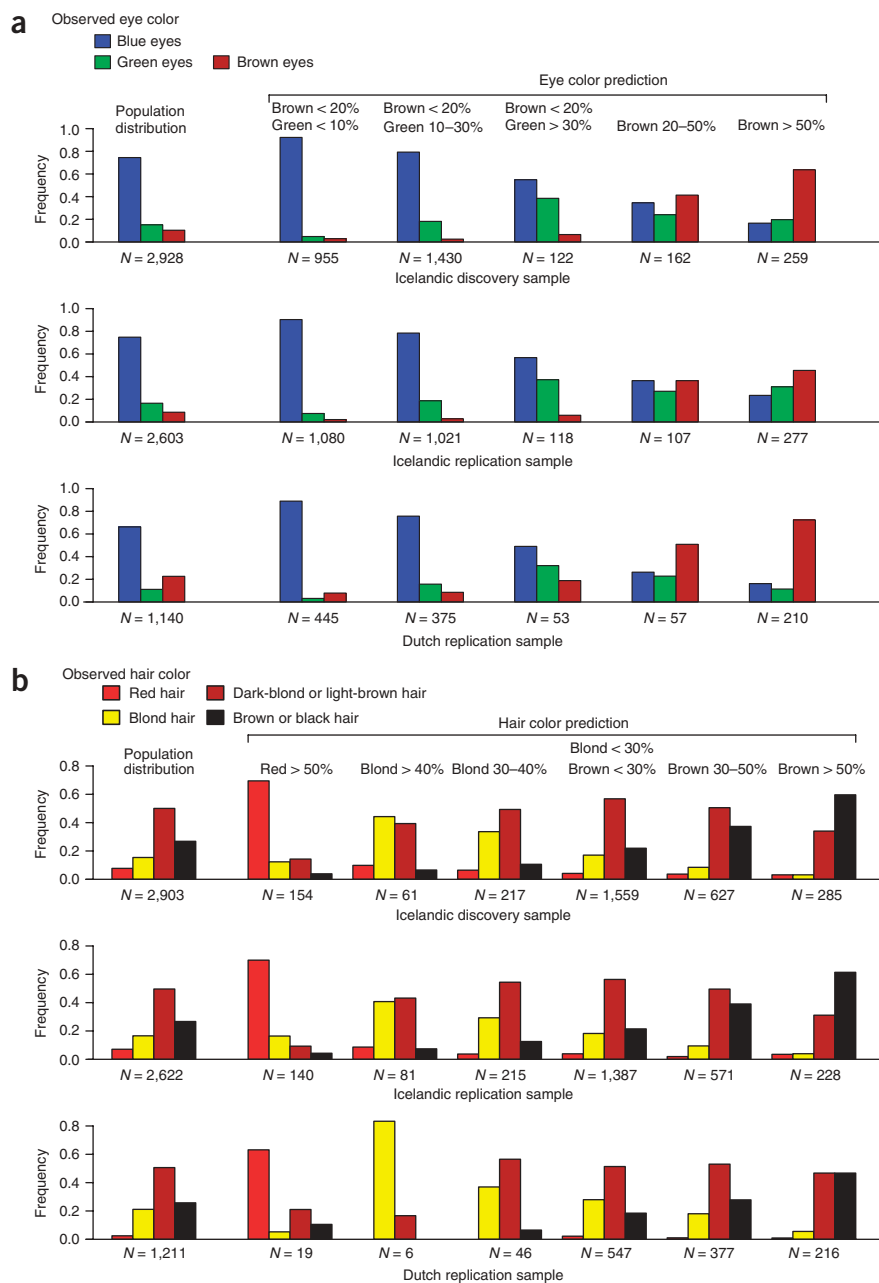 a
Observed eye color
Blue eyes
Green eyes Brown eyes
Eye color prediction
Population distribution
Brown < 20% Green < 10%
Brown < 20% Green 10–30%
Brown < 20% Green > 30%
Brown 20–50%
Brown > 50%
Frequency
1.0
0.8
0.6
0.4
0.2
0.0
N = 2,928 N = 955 N = 1,430 N = 122 N = 162 N = 259
Icelandic discovery sample
Frequency
1.0
0.8
0.6
0.4
0.2
0.0
N = 2,603 N = 1,080 N = 1,021 N = 118 N = 107 N = 277
Icelandic replication sample
Frequency
1.0
0.8
0.6
0.4
0.2
0.0
N = 1,140 N = 445 N = 375 N = 53 N = 57 N = 210
Dutch replication sample
b
Observed hair color
Red hair Dark-blond or light-brown hair
Blond hair Brown or black hair
Hair color prediction
Population distribution
Red > 50%
Blond > 40%
Blond 30–40%
Blond < 30% Brown < 30%
Brown 30–50%
Brown > 50%
Frequency
0.8
0.6
0.4
0.2
0.0
N = 2,903 N = 154 N = 61 N = 217 N = 1,559 N = 627 N = 285
Icelandic discovery sample
Frequency
0.8
0.6
0.4
0.2
0.0
N = 2,622 N = 140 N = 81 N = 215 N = 1,387 N = 571 N = 228
Icelandic replication sample
Frequency
0.8
0.6
0.4
0.2
0.0
N = 1,211 N = 19 N = 6 N = 46 N = 547 N = 377 N = 216
Dutch replication sample